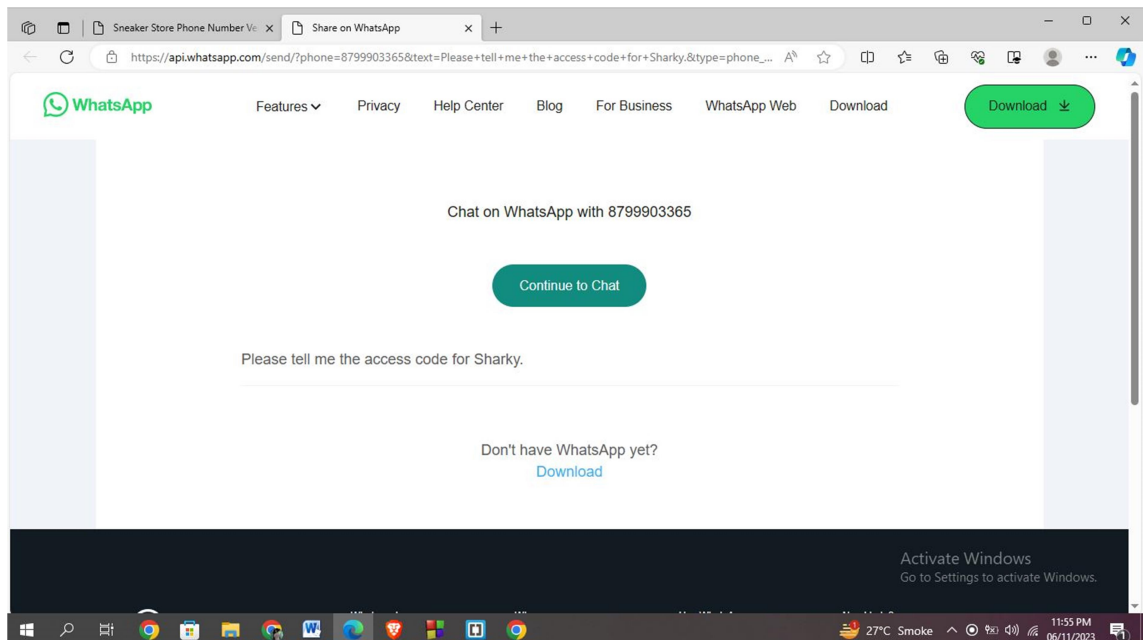 Sneaker Store Phone Number Ve
Share on WhatsApp
https://api.whatsapp.com/send/?phone=8799903365&text=Please+tell+me+the+access+code+for+Sharky.&type=phone_...
WhatsApp
Features
Privacy
Help Center
Blog
For Business
WhatsApp Web
Download
Download
Chat on WhatsApp with 8799903365
Continue to Chat
Please tell me the access code for Sharky.
Don't have WhatsApp yet?
Download
Activate Windows
Go to Settings to activate Windows.
27°C Smoke
11:55 PM
06/11/2023